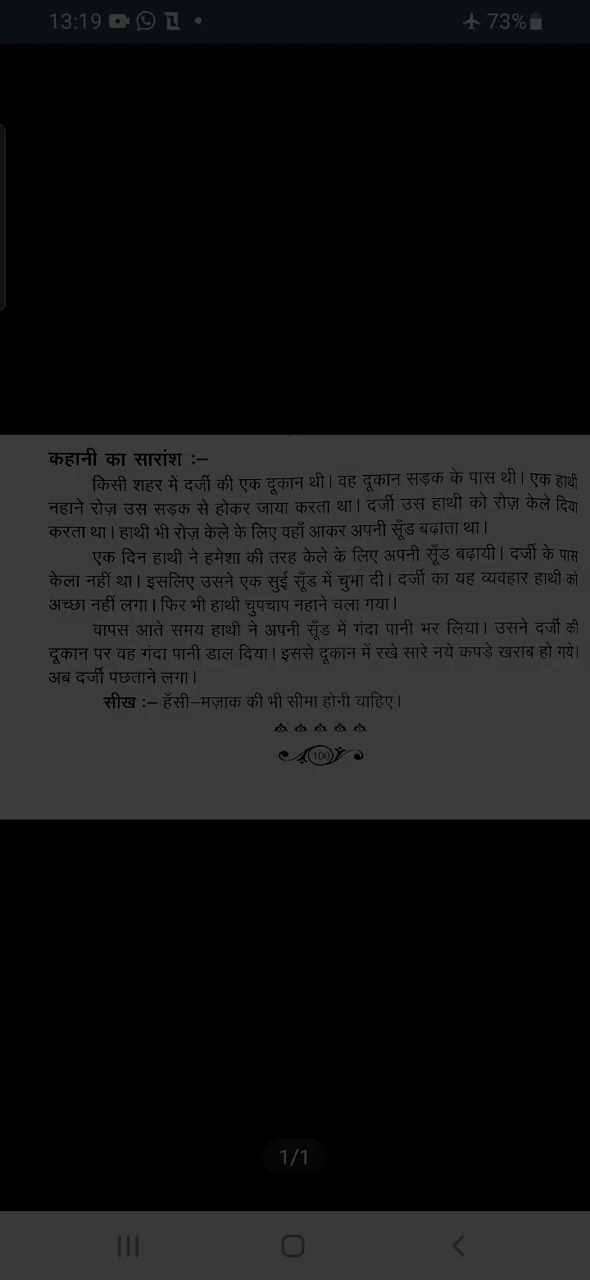 13:19
73%
कहानी का सारांश :–
किसी शहर में दर्जी की एक दूकान थी। वह दूकान सड़क के पास थी। एक हाथी
नहाने रोज़ उस सड़क से होकर जाया करता था। दर्जी उस हाथी को रोज़ केले दिया
करता था। हाथी भी रोज़ केले के लिए वहाँ आकर अपनी सूँड बढ़ाता था।
एक दिन हाथी ने हमेशा की तरह केले के लिए अपनी सूँड बढ़ायी। दर्जी के पास
केला नहीं था। इसलिए उसने एक सुई सूँड में चुभा दी। दर्जी का यह व्यवहार हाथी को
अच्छा नहीं लगा। फिर भी हाथी चुपचाप नहाने चला गया।
वापस आते समय हाथी ने अपनी सूँड में गंदा पानी भर लिया। उसने दर्जी की
दूकान पर वह गंदा पानी डाल दिया। इससे दूकान में रखे सारे नये कपड़े खराब हो गये।
अब दर्जी पछताने लगा।
सीख :– हँसी–मज़ाक की भी सीमा होनी चाहिए।
100
1/1